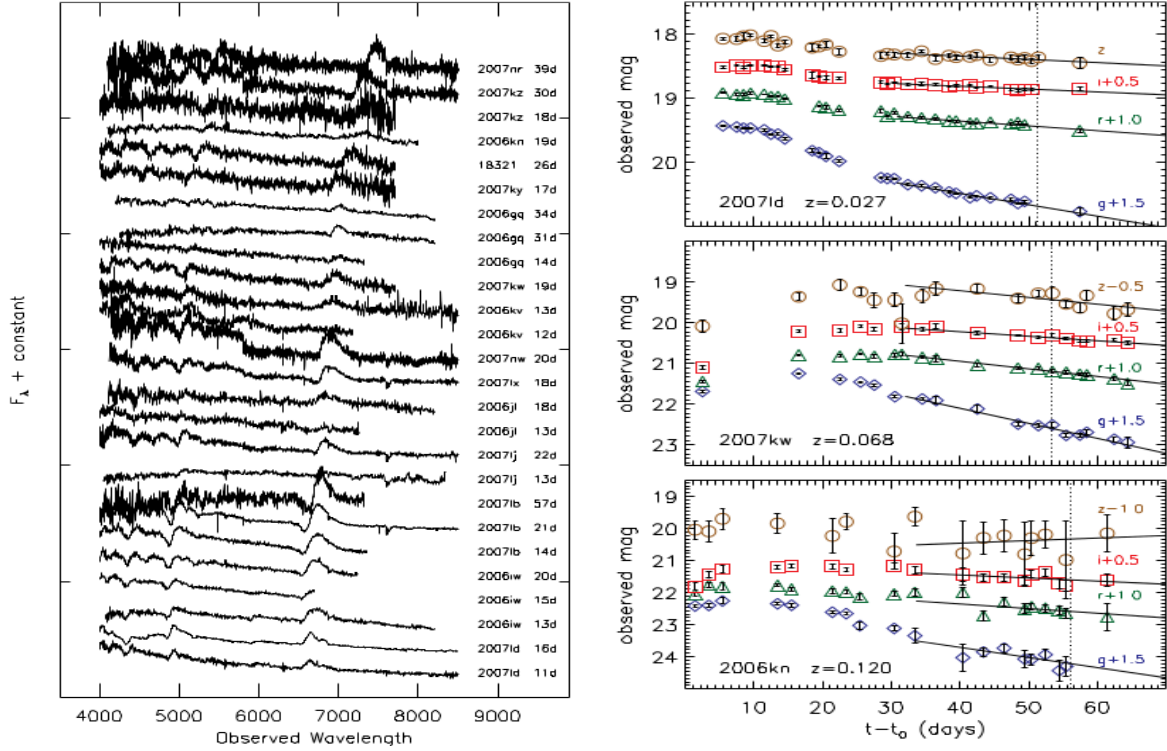 F_λ + constant
2007nr 39d
2007kz 30d
2007kz 18d
2006kn 19d
18321 26d
2007ky 17d
2006gq 34d
2006gq 31d
2006gq 14d
2007kw 19d
2006kv 13d
2006kv 12d
2007nw 20d
2007lx 18d
2006jl 18d
2006jl 13d
2007lj 22d
2007lj 13d
2007lb 57d
2007lb 21d
2007lb 14d
2006iw 20d
2006iw 15d
2006iw 13d
2007ld 16d
2007ld 11d
4000 5000 6000 7000 8000 9000
Observed Wavelength
observed mag
18
19
20
z
i+0.5
r+1.0
g+1.5
2007ld z=0.027
observed mag
19
20
21
22
23
z-0.5
i+0.5
r+1.0
g+1.5
2007kw z=0.068
observed mag
19
20
21
22
23
24
z-1.0
i+0.5
r+1.0
g+1.5
2006kn z=0.120
10 20 30 40 50 60
t-t₀ (days)